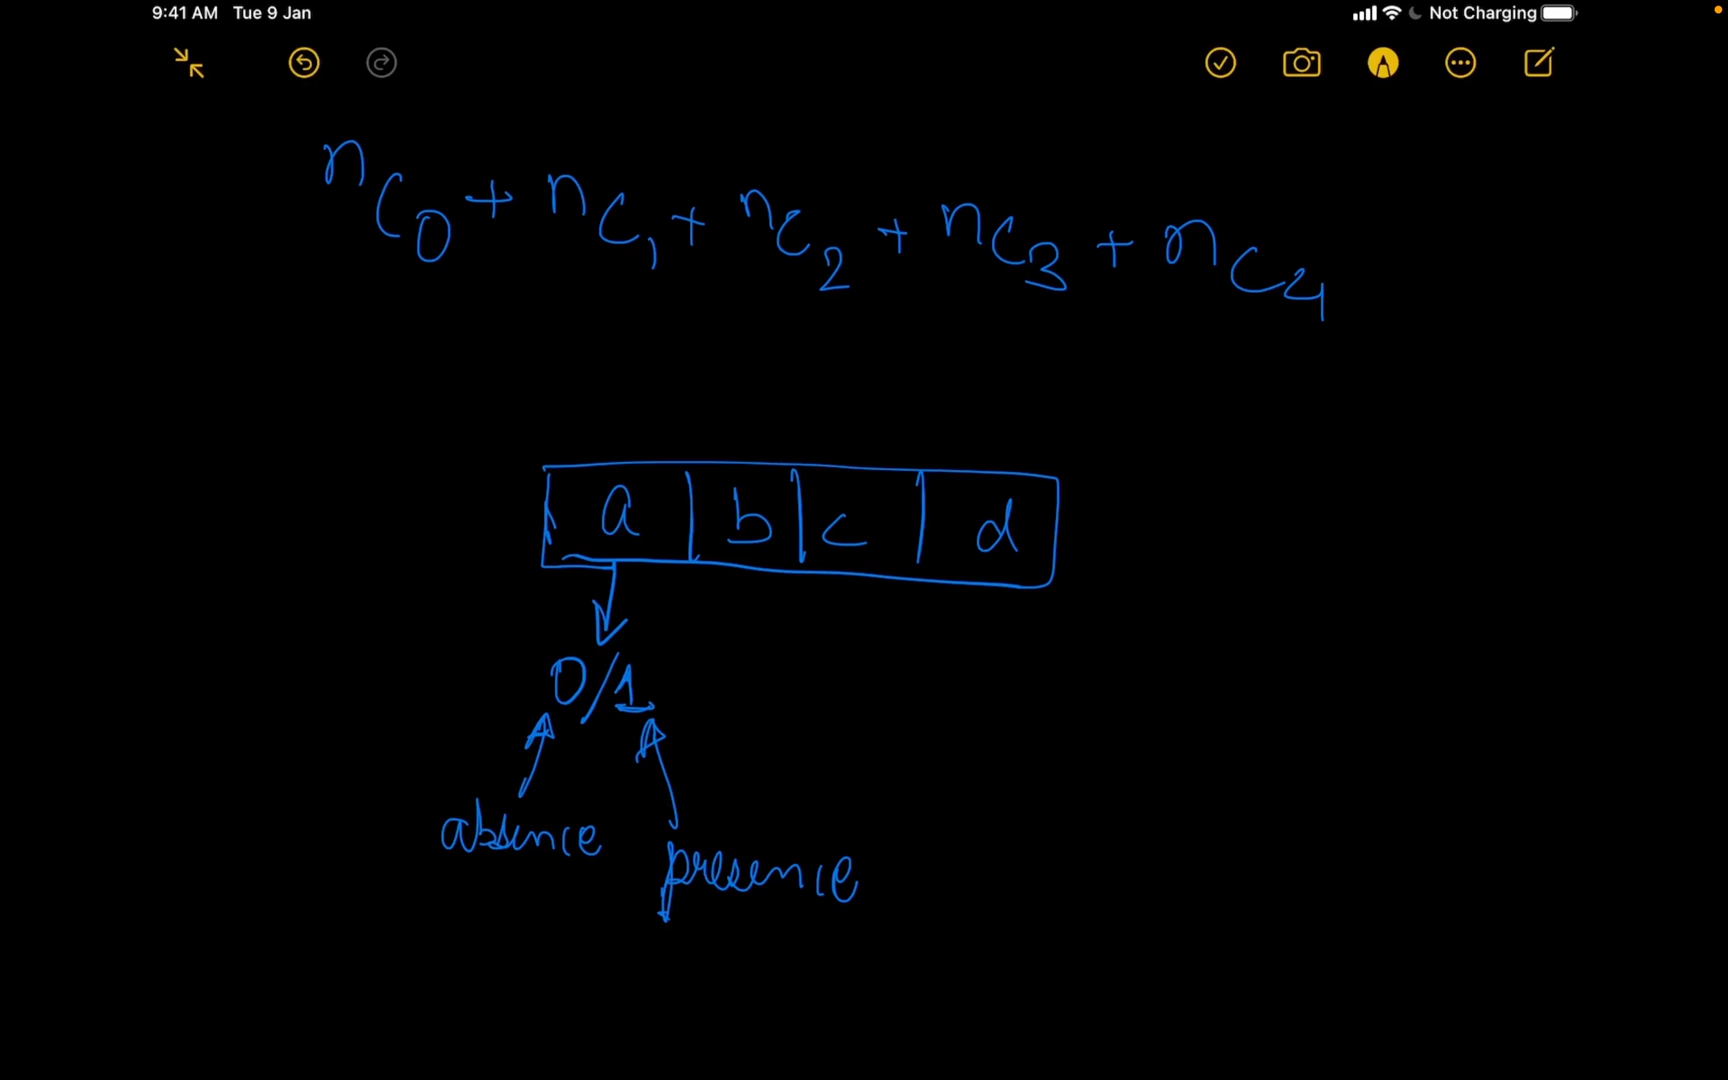 9:41 AM Tue 9 Jan Not Charging
nC0 + nC1 + nC2 + nC3 + nC4
a b c d
0/1
absence
presence